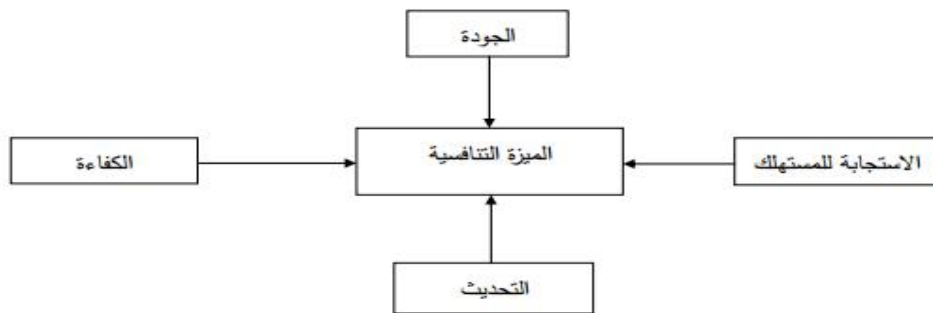 الجودة
الاستجابة للمستهلك
الميزة التنافسية
الكفاءة
التحديث